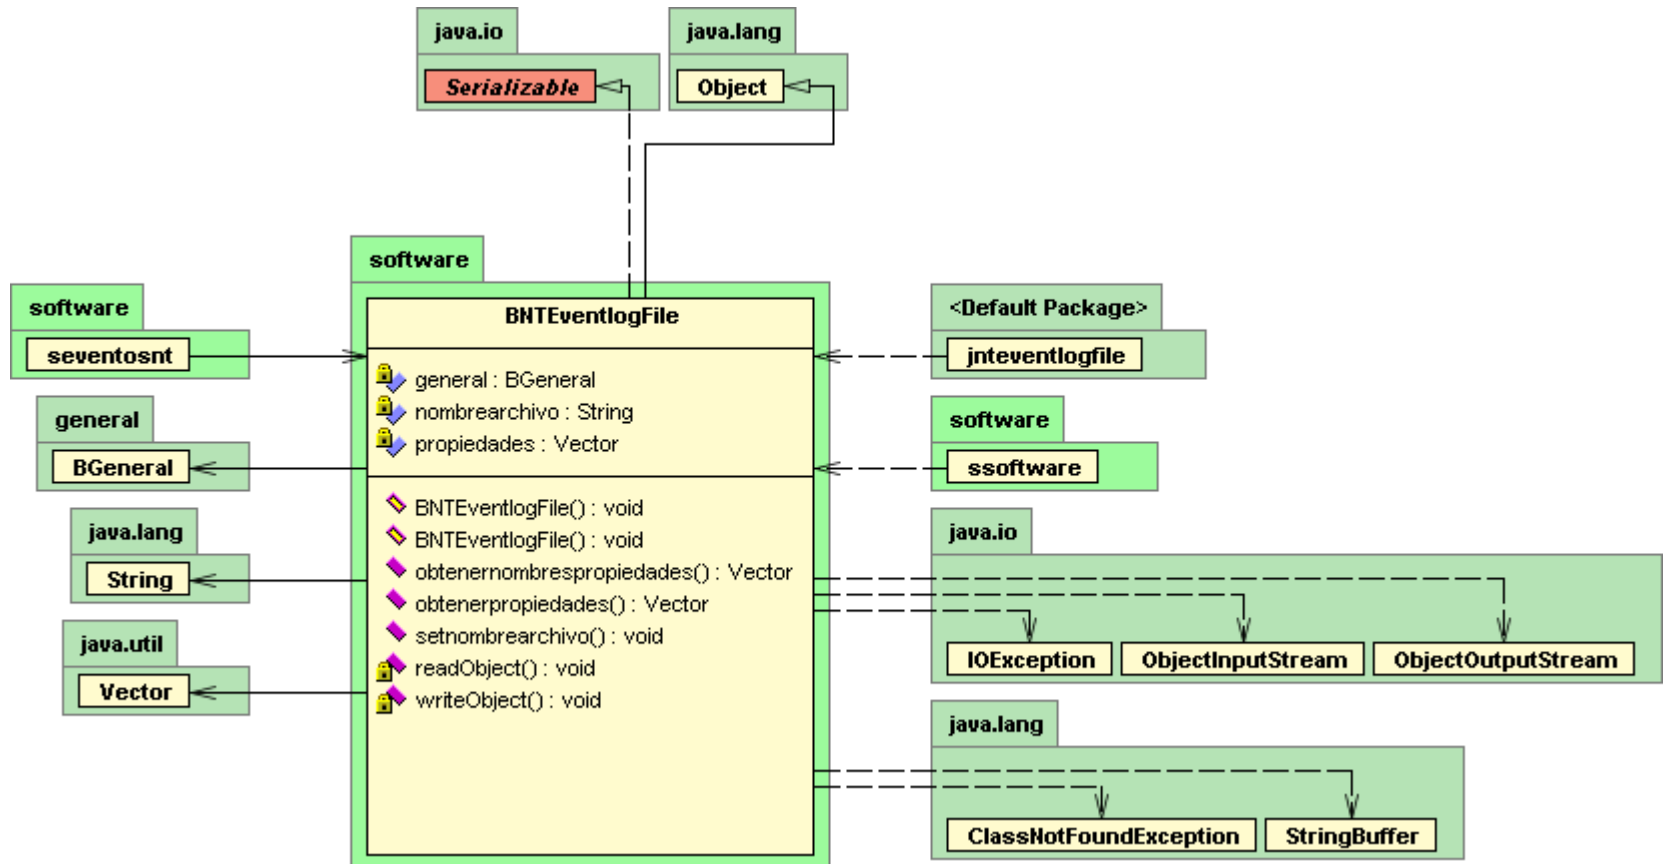 java.io
java.lang
Serializable
Object
software
BNTEventlogFile
general : BGeneral
nombrearchivo : String
propiedades : Vector
BNTEventlogFile() : void
BNTEventlogFile() : void
obtenernombrespropiedades() : Vector
obtenerpropiedades() : Vector
setnombrearchivo() : void
readObject() : void
writeObject() : void
software
seventosnt
general
BGeneral
java.lang
String
java.util
Vector
<Default Package>
jnteventlogfile
software
ssoftware
java.io
IOException
ObjectInputStream
ObjectOutputStream
java.lang
ClassNotFoundException
StringBuffer